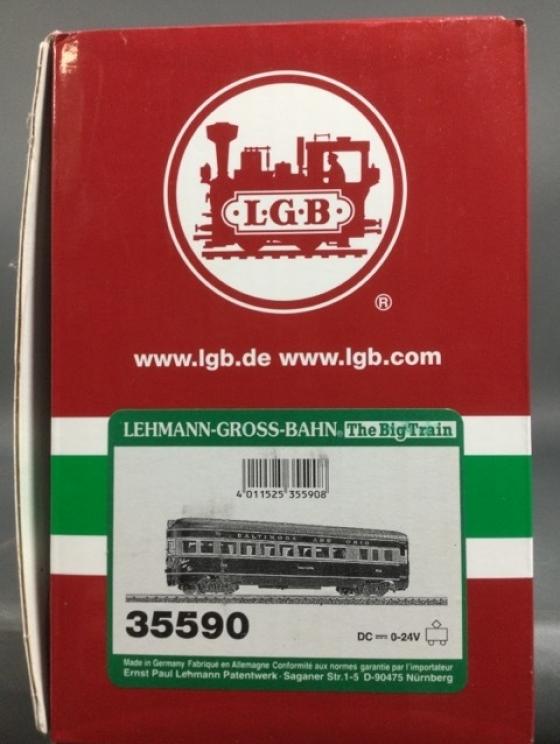 L·G·B
®
www.lgb.de www.lgb.com
LEHMANN-GROSS-BAHN® The Big Train
4 011525 355908
BALTIMORE AND OHIO
35590
DC 0-24V
Made in Germany Fabriqué en Allemagne Conformité aux normes garantie par l'importateur
Ernst Paul Lehmann Patentwerk · Saganer Str.1-5 D-90475 Nürnberg